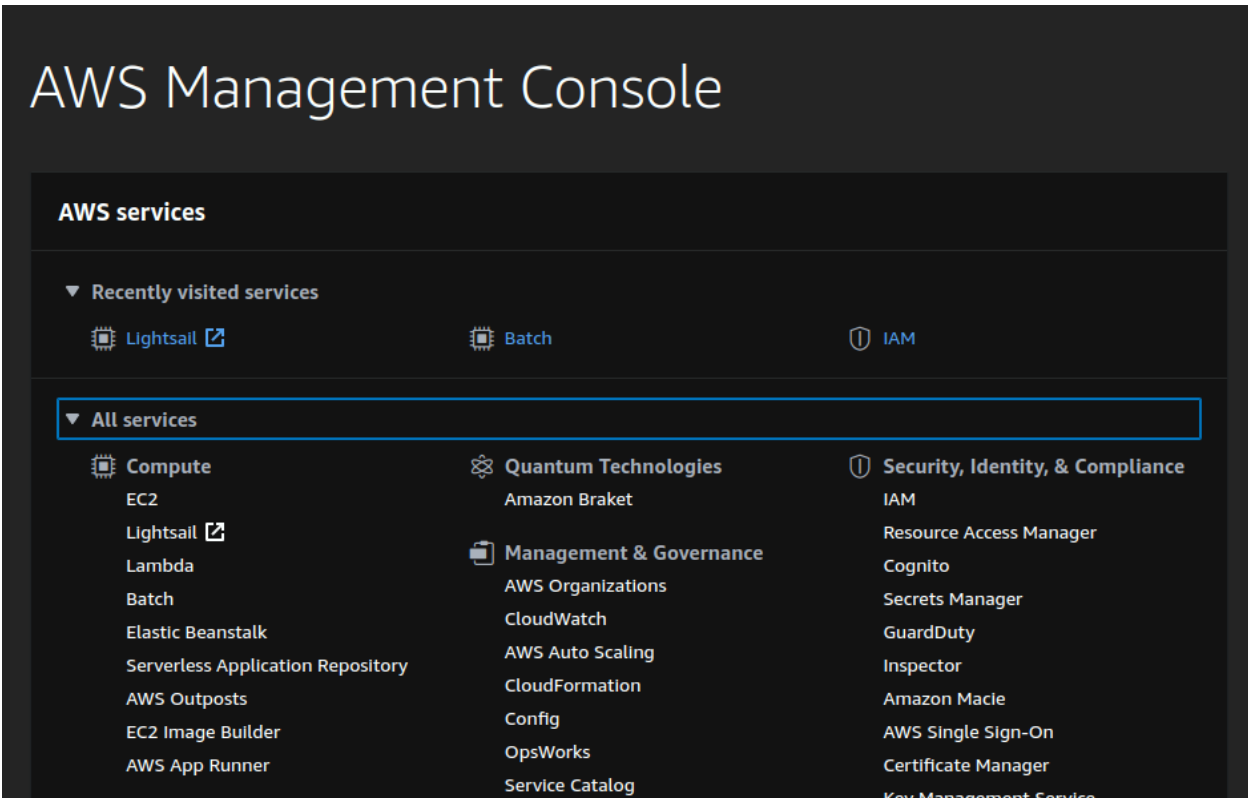 AWS Management Console
AWS services
Recently visited services
Lightsail
Batch
IAM
All services
Compute
EC2
Lightsail
Lambda
Batch
Elastic Beanstalk
Serverless Application Repository
AWS Outposts
EC2 Image Builder
AWS App Runner
Quantum Technologies
Amazon Braket
Management & Governance
AWS Organizations
CloudWatch
AWS Auto Scaling
CloudFormation
Config
OpsWorks
Service Catalog
Security, Identity, & Compliance
IAM
Resource Access Manager
Cognito
Secrets Manager
GuardDuty
Inspector
Amazon Macie
AWS Single Sign-On
Certificate Manager
Key Management Service